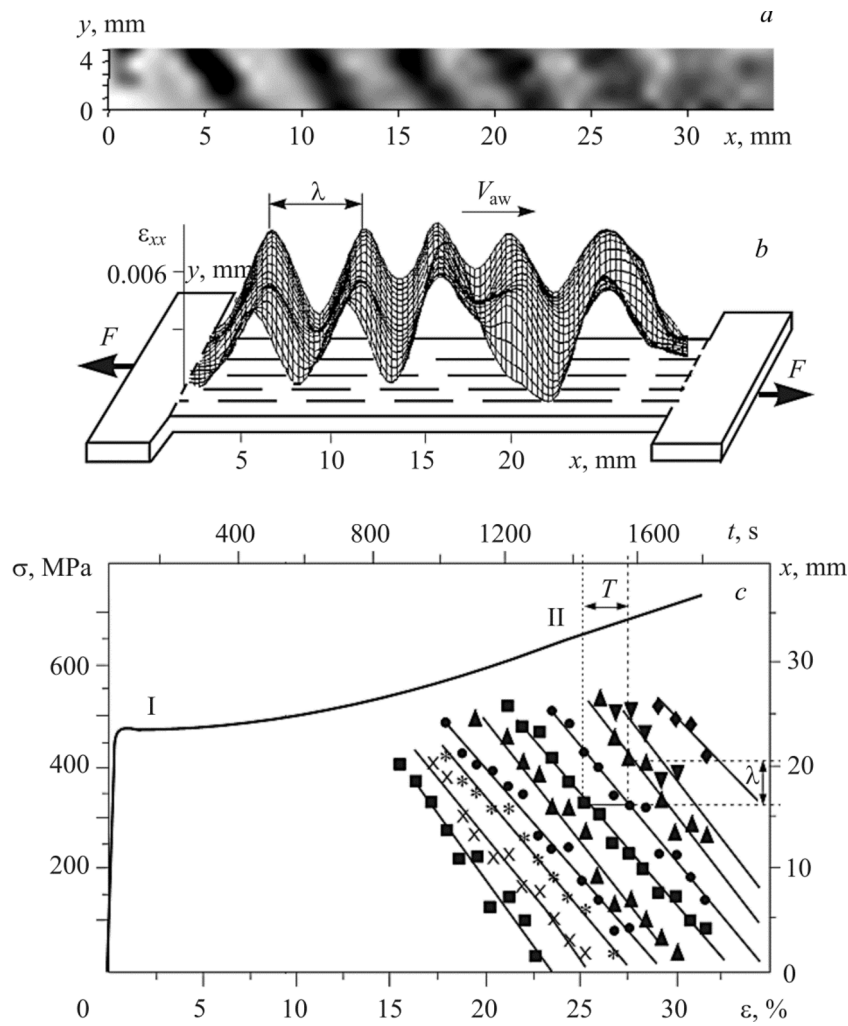 a
y, mm
4
0
0 5 10 15 20 25 30 x, mm
λ
V_aw
ε_xx
b
0.006
y, mm
F
F
5 10 15 20 x, mm
400 800 1200 1600 t, s
σ, MPa
x, mm
c
T
II
600
30
I
400
20
λ
200
10
0
0
5 10 15 20 25 30 ε, %